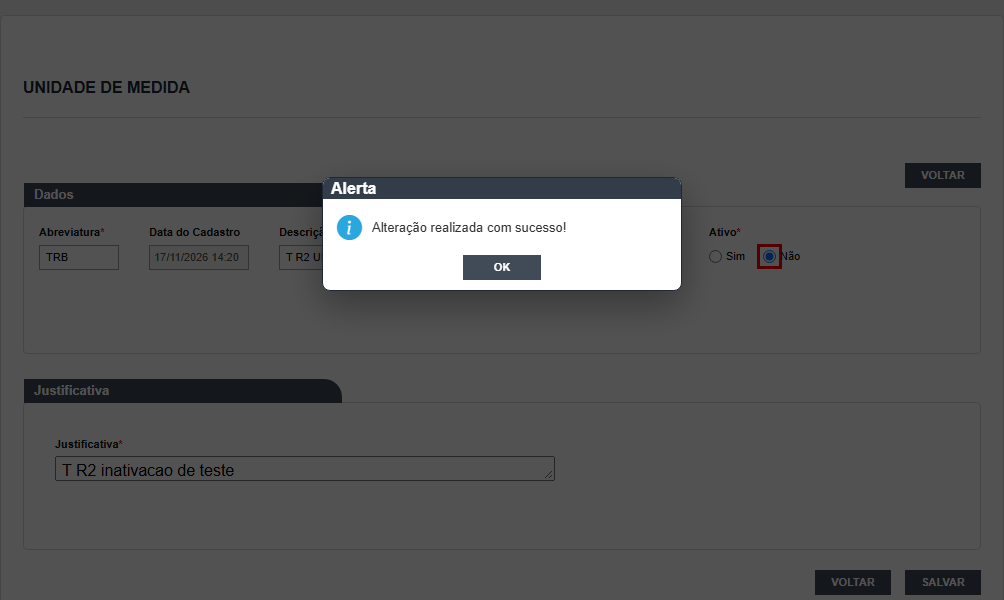 UNIDADE DE MEDIDA
VOLTAR
Dados
Alerta
Alteração realizada com sucesso!
OK
Abreviatura*
Data do Cadastro
Ativo*
TRB
17/11/2026 14:20
T R2 U
Sim
Não
Justificativa
Justificativa*
T R2 inativacao de teste
VOLTAR
SALVAR